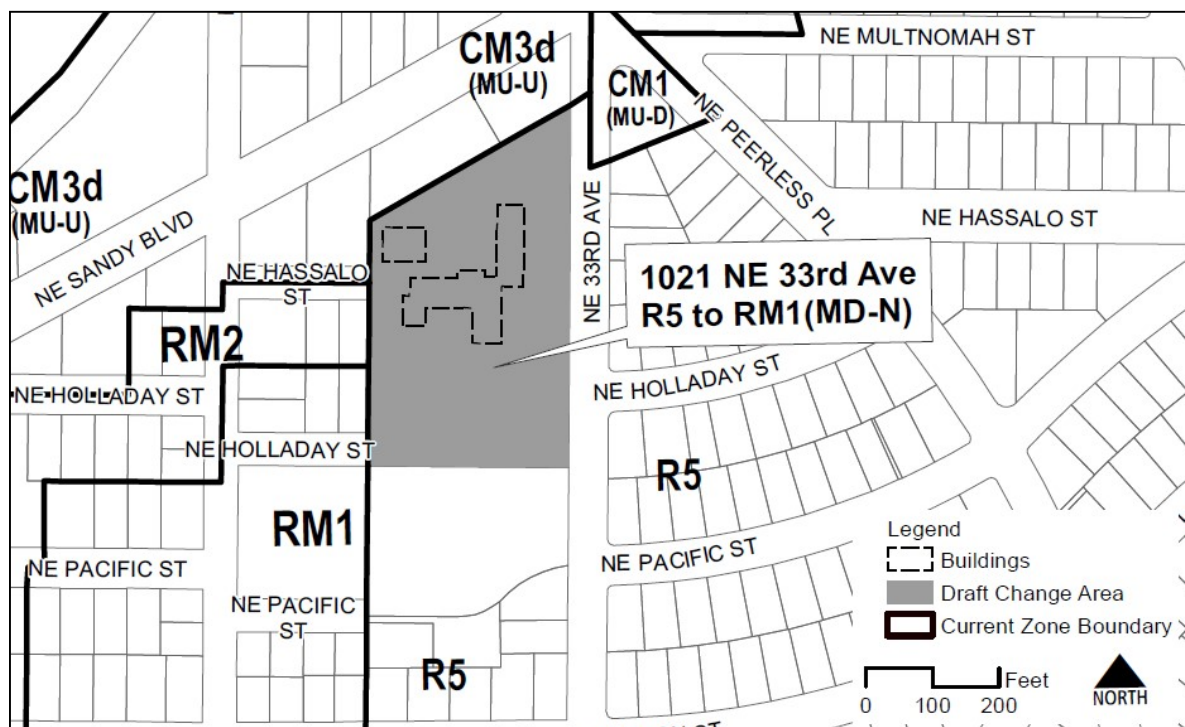 NE MULTNOMAH ST
CM3d
(MU-U)
CM1
(MU-D)
NE PEERLESS PL
CM3d
(MU-U)
NE SANDY BLVD
NE 33RD AVE
NE HASSALO ST
NE HASSALO
ST
1021 NE 33rd Ave
R5 to RM1(MD-N)
RM2
NE HOLLADAY ST
NE HOLLADAY ST
NE HOLLADAY ST
R5
RM1
NE PACIFIC ST
NE PACIFIC ST
NE PACIFIC
ST
R5
Legend
Buildings
Draft Change Area
Current Zone Boundary
Feet
0 100 200
NORTH
ST